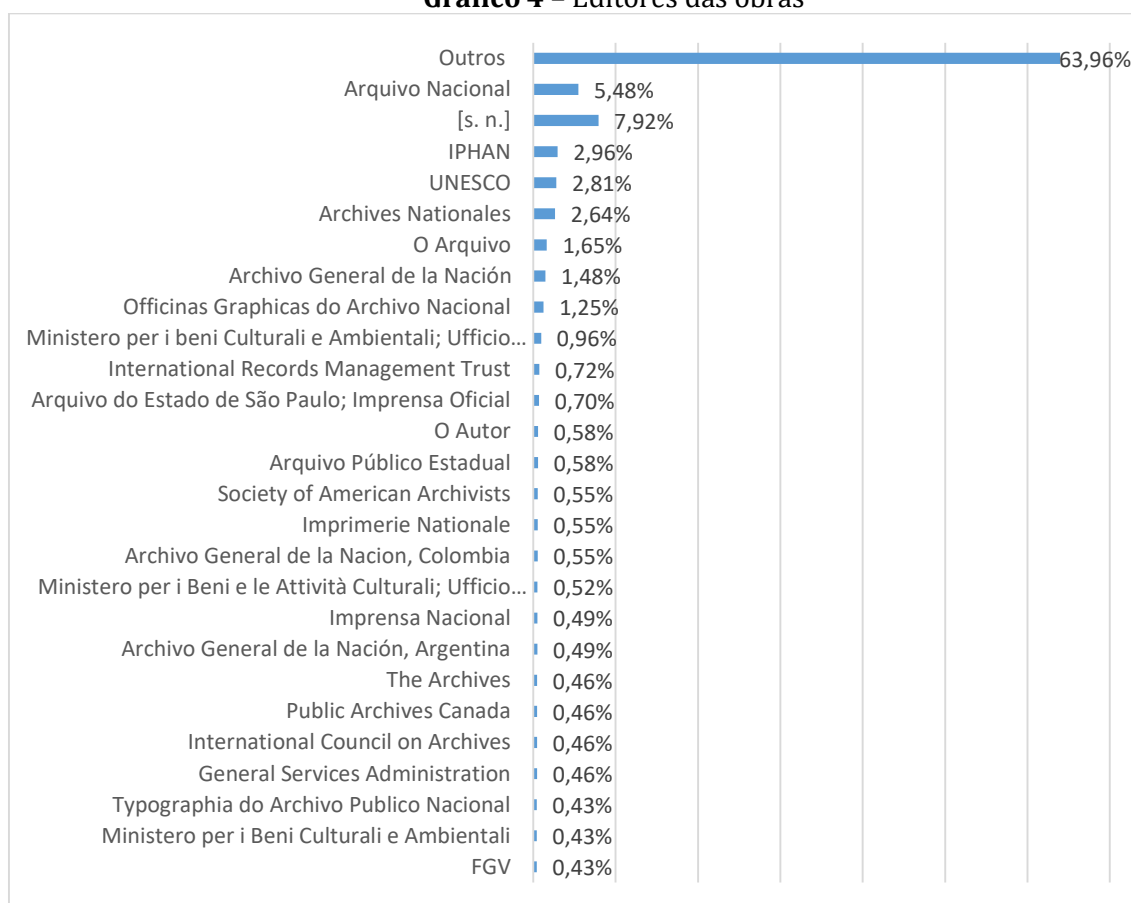 Gráfico 4 – Editores das obras
Outros 63,96%
Arquivo Nacional 5,48%
[s. n.] 7,92%
IPHAN 2,96%
UNESCO 2,81%
Archives Nationales 2,64%
O Arquivo 1,65%
Archivo General de la Nación 1,48%
Officinas Graphicas do Archivo Nacional 1,25%
Ministero per i beni Culturali e Ambientali; Ufficio... 0,96%
International Records Management Trust 0,72%
Arquivo do Estado de São Paulo; Imprensa Oficial 0,70%
O Autor 0,58%
Arquivo Público Estadual 0,58%
Society of American Archivists 0,55%
Imprimerie Nationale 0,55%
Archivo General de la Nacion, Colombia 0,55%
Ministero per i Beni e le Attività Culturali; Ufficio... 0,52%
Imprensa Nacional 0,49%
Archivo General de la Nación, Argentina 0,49%
The Archives 0,46%
Public Archives Canada 0,46%
International Council on Archives 0,46%
General Services Administration 0,46%
Typographia do Archivo Publico Nacional 0,43%
Ministero per i Beni Culturali e Ambientali 0,43%
FGV 0,43%